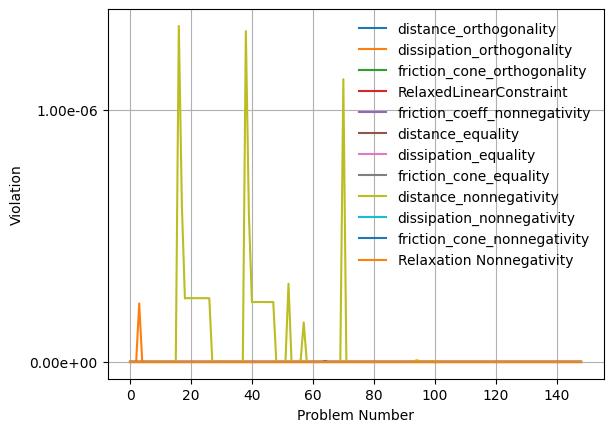 distance_orthogonality
dissipation_orthogonality
friction_cone_orthogonality
RelaxedLinearConstraint
friction_coeff_nonnegativity
distance_equality
dissipation_equality
friction_cone_equality
distance_nonnegativity
dissipation_nonnegativity
friction_cone_nonnegativity
Relaxation Nonnegativity
1.00e-06
0.00e+00
Violation
0 20 40 60 80 100 120 140
Problem Number